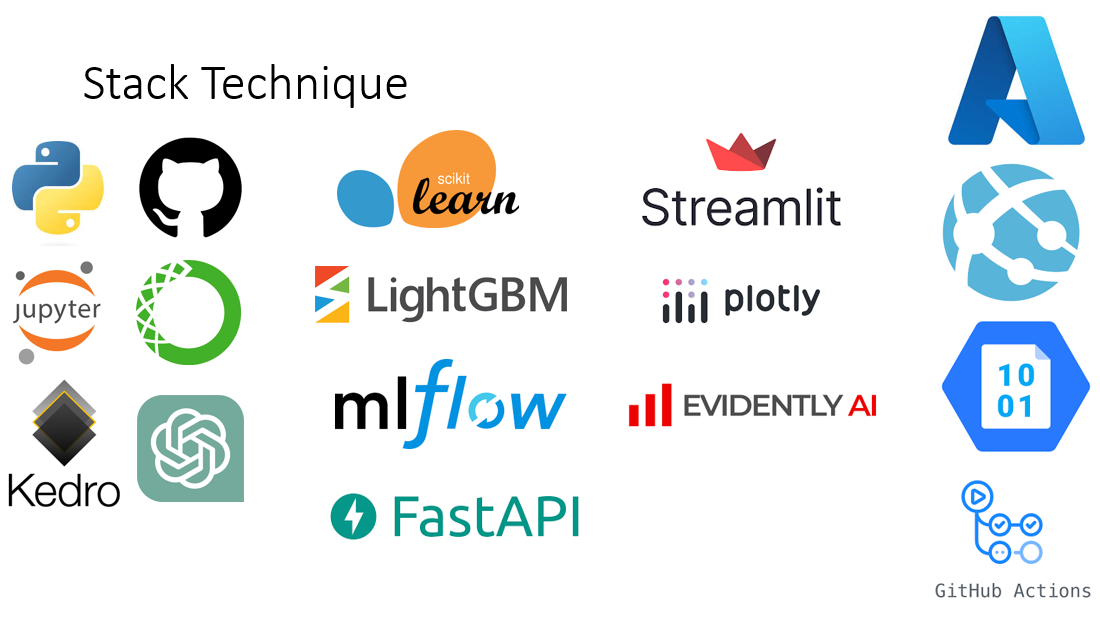 Stack Technique
jupyter
Kedro
scikit
learn
LightGBM
mlflow
FastAPI
Streamlit
plotly
EVIDENTLY AI
10
01
GitHub Actions